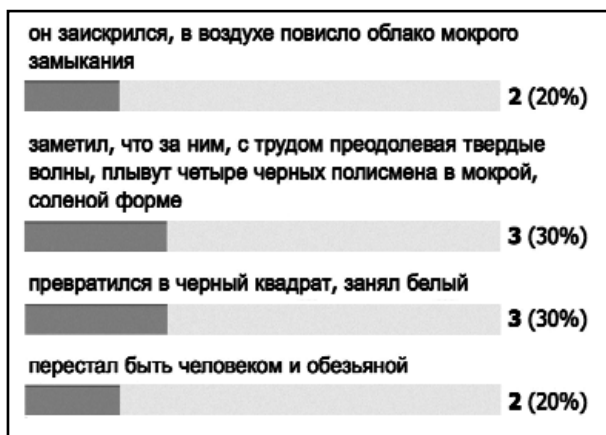 он заискрился, в воздухе повисло облако мокрого
замыкания
2 (20%)
заметил, что за ним, с трудом преодолевая твердые
волны, плывут четыре черных полисмена в мокрой,
соленой форме
3 (30%)
превратился в черный квадрат, занял белый
3 (30%)
перестал быть человеком и обезьяной
2 (20%)